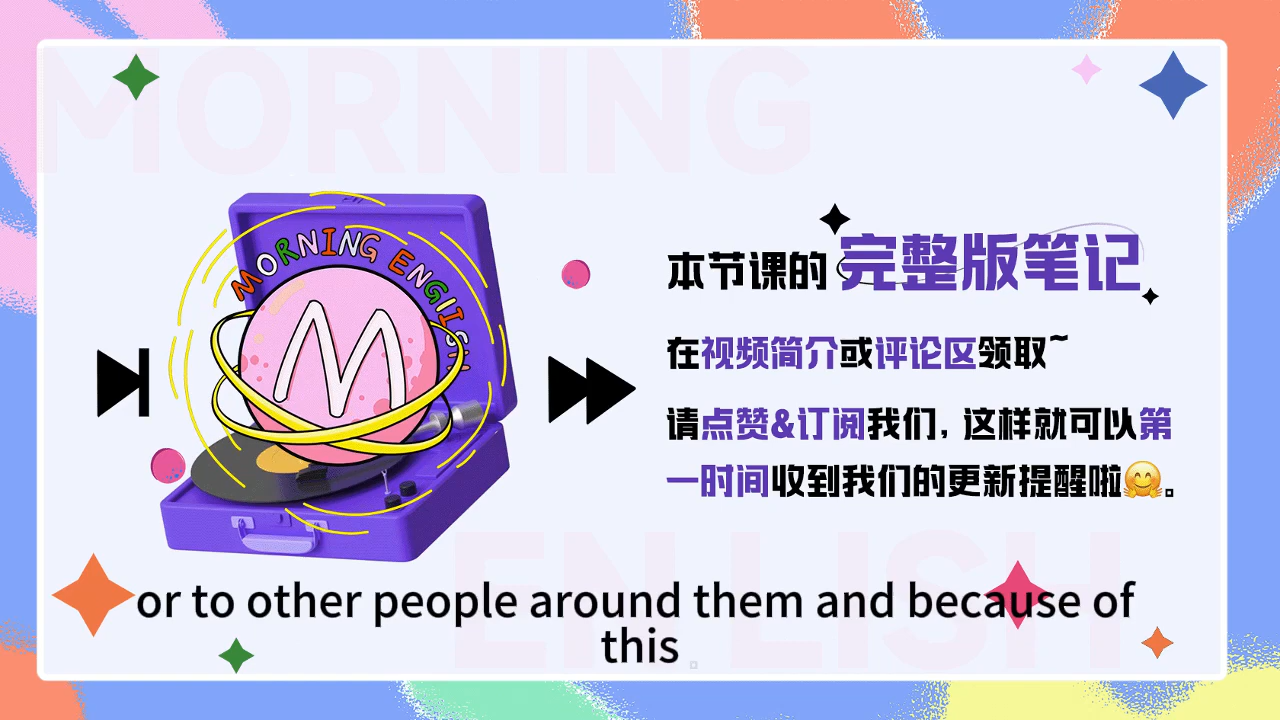 MORNING
MORNING ENGLISH
M
本节课的 完整版笔记
在视频简介或评论区领取~
请点赞&订阅我们，这样就可以第
一时间收到我们的更新提醒啦🤗。
EN LISH
or to other people around them and because of
this